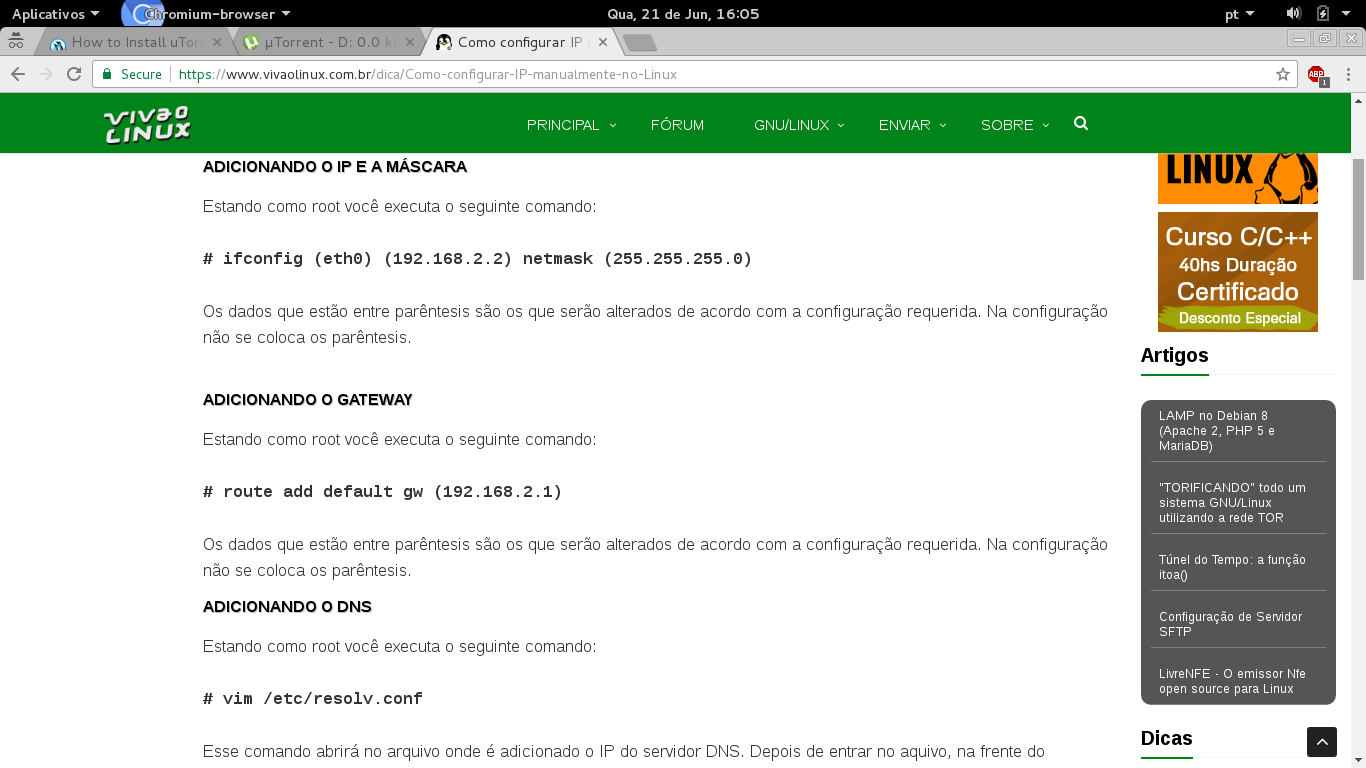 Aplicativos Chromium-browser Qua, 21 de Jun, 16:05 pt
How to Install uTorr µTorrent - D: 0.0 k Como configurar IP
Secure https://www.vivaolinux.com.br/dica/Como-configurar-IP-manualmente-no-Linux ABP 1
VIVAO LINUX PRINCIPAL FÓRUM GNU/LINUX ENVIAR SOBRE
ADICIONANDO O IP E A MÁSCARA
Estando como root você executa o seguinte comando:
# ifconfig (eth0) (192.168.2.2) netmask (255.255.255.0)
Os dados que estão entre parêntesis são os que serão alterados de acordo com a configuração requerida. Na configuração
não se coloca os parêntesis.
ADICIONANDO O GATEWAY
Estando como root você executa o seguinte comando:
# route add default gw (192.168.2.1)
Os dados que estão entre parêntesis são os que serão alterados de acordo com a configuração requerida. Na configuração
não se coloca os parêntesis.
ADICIONANDO O DNS
Estando como root você executa o seguinte comando:
# vim /etc/resolv.conf
Esse comando abrirá no arquivo onde é adicionado o IP do servidor DNS. Depois de entrar no aquivo, na frente do
LINUX
Curso C/C++
40hs Duração
Certificado
Desconto Especial
Artigos
LAMP no Debian 8
(Apache 2, PHP 5 e
MariaDB)
"TORIFICANDO" todo um
sistema GNU/Linux
utilizando a rede TOR
Túnel do Tempo: a função
itoa()
Configuração de Servidor
SFTP
LivreNFE - O emissor Nfe
open source para Linux
Dicas